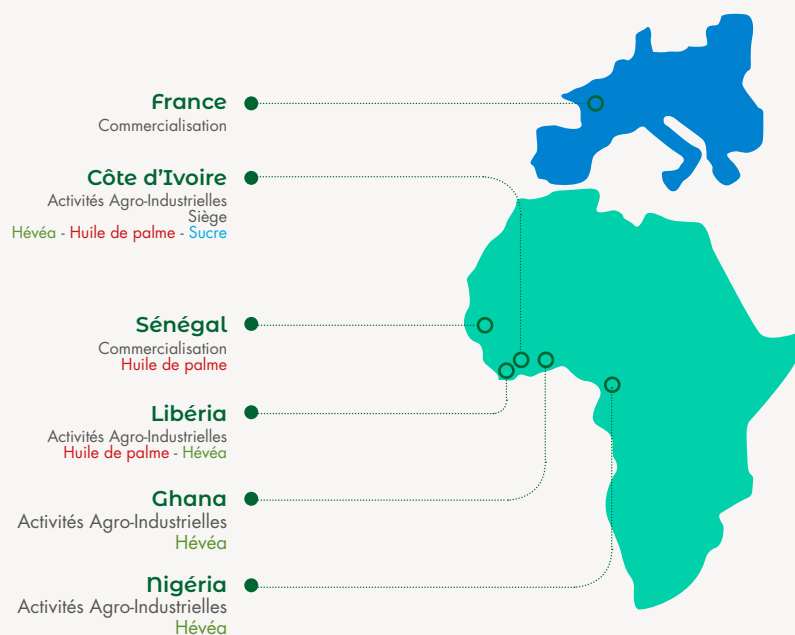 France
Commercialisation
Côte d'Ivoire
Activités Agro-Industrielles
Siège
Hévéa - Huile de palme - Sucre
Sénégal
Commercialisation
Huile de palme
Libéria
Activités Agro-Industrielles
Huile de palme - Hévéa
Ghana
Activités Agro-Industrielles
Hévéa
Nigéria
Activités Agro-Industrielles
Hévéa